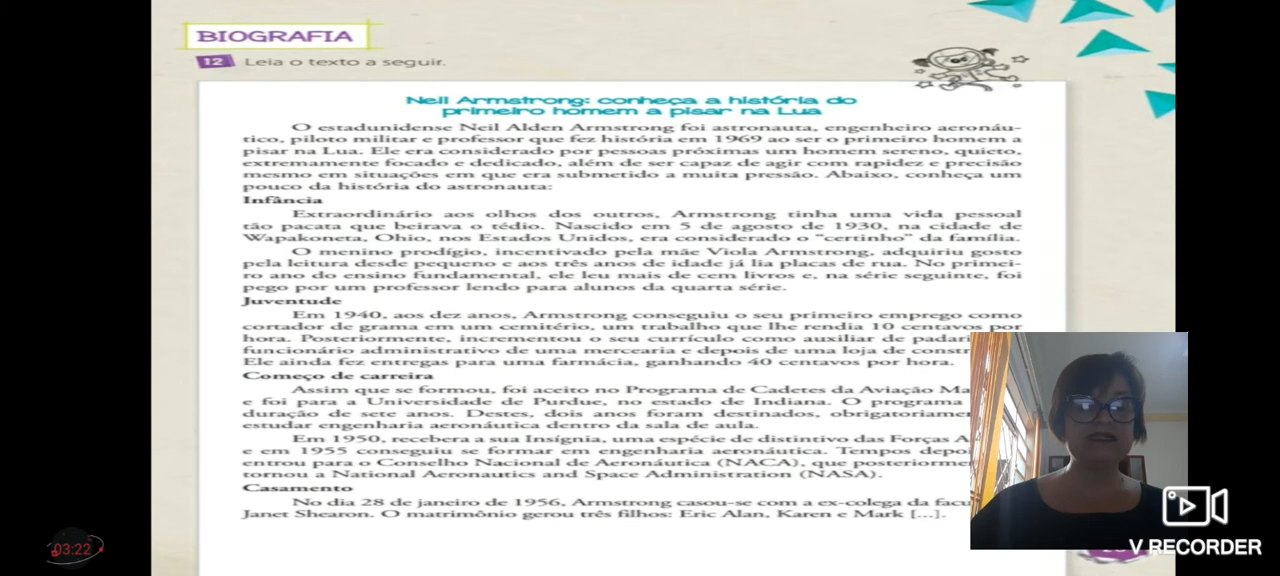 BIOGRAFIA
12 Leia o texto a seguir.
Neil Armstrong: conheça a história do
primeiro homem a pisar na Lua
O estadunidense Neil Alden Armstrong foi astronauta, engenheiro aeronáu-
tico, piloto militar e professor que fez história em 1969 ao ser o primeiro homem a
pisar na Lua. Ele era considerado por pessoas próximas um homem sereno, quieto,
extremamente focado e dedicado, além de ser capaz de agir com rapidez e precisão
mesmo em situações em que era submetido a muita pressão. Abaixo, conheça um
pouco da história do astronauta:
Infância
Extraordinário aos olhos dos outros, Armstrong tinha uma vida pessoal
tão pacata que beirava o tédio. Nascido em 5 de agosto de 1930, na cidade de
Wapakoneta, Ohio, nos Estados Unidos, era considerado o “certinho” da família.
O menino prodígio, incentivado pela mãe Viola Armstrong, adquiriu gosto
pela leitura desde pequeno e aos três anos de idade já lia placas de rua. No primei-
ro ano do ensino fundamental, ele leu mais de cem livros e, na série seguinte, foi
pego por um professor lendo para alunos da quarta série.
Juventude
Em 1940, aos dez anos, Armstrong conseguiu o seu primeiro emprego como
cortador de grama em um cemitério, um trabalho que lhe rendia 10 centavos por
hora. Posteriormente, incrementou o seu currículo como auxiliar de padari
funcionário administrativo de uma mercearia e depois de uma loja de constr
Ele ainda fez entregas para uma farmácia, ganhando 40 centavos por hora.
Começo de carreira
Assim que se formou, foi aceito no Programa de Cadetes da Aviação Ma
e foi para a Universidade de Purdue, no estado de Indiana. O programa
duração de sete anos. Destes, dois anos foram destinados, obrigatoriamen
estudar engenharia aeronáutica dentro da sala de aula.
Em 1950, recebera a sua Insígnia, uma espécie de distintivo das Forças A
e em 1955 conseguiu se formar em engenharia aeronáutica. Tempos depoi
entrou para o Conselho Nacional de Aeronáutica (NACA), que posteriorme
tornou a National Aeronautics and Space Administration (NASA).
Casamento
No dia 28 de janeiro de 1956, Armstrong casou-se com a ex-colega da facu
Janet Shearon. O matrimônio gerou três filhos: Eric Alan, Karen e Mark [...].
03:22
V RECORDER